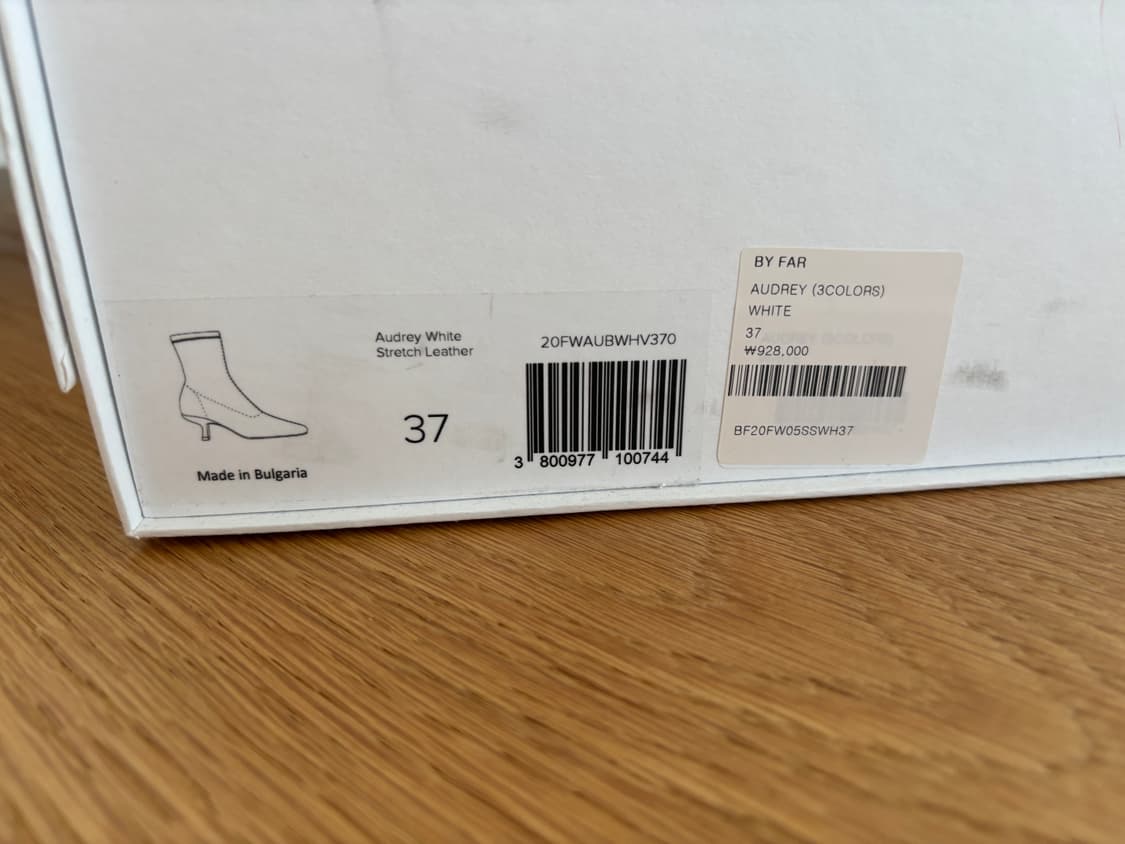 Audrey White
Stretch Leather
37
Made in Bulgaria
20FWAUBWHV370
3 800977 100744
BY FAR
AUDREY (3COLORS)
WHITE
37
₩928,000
BF20FW05SSWH37